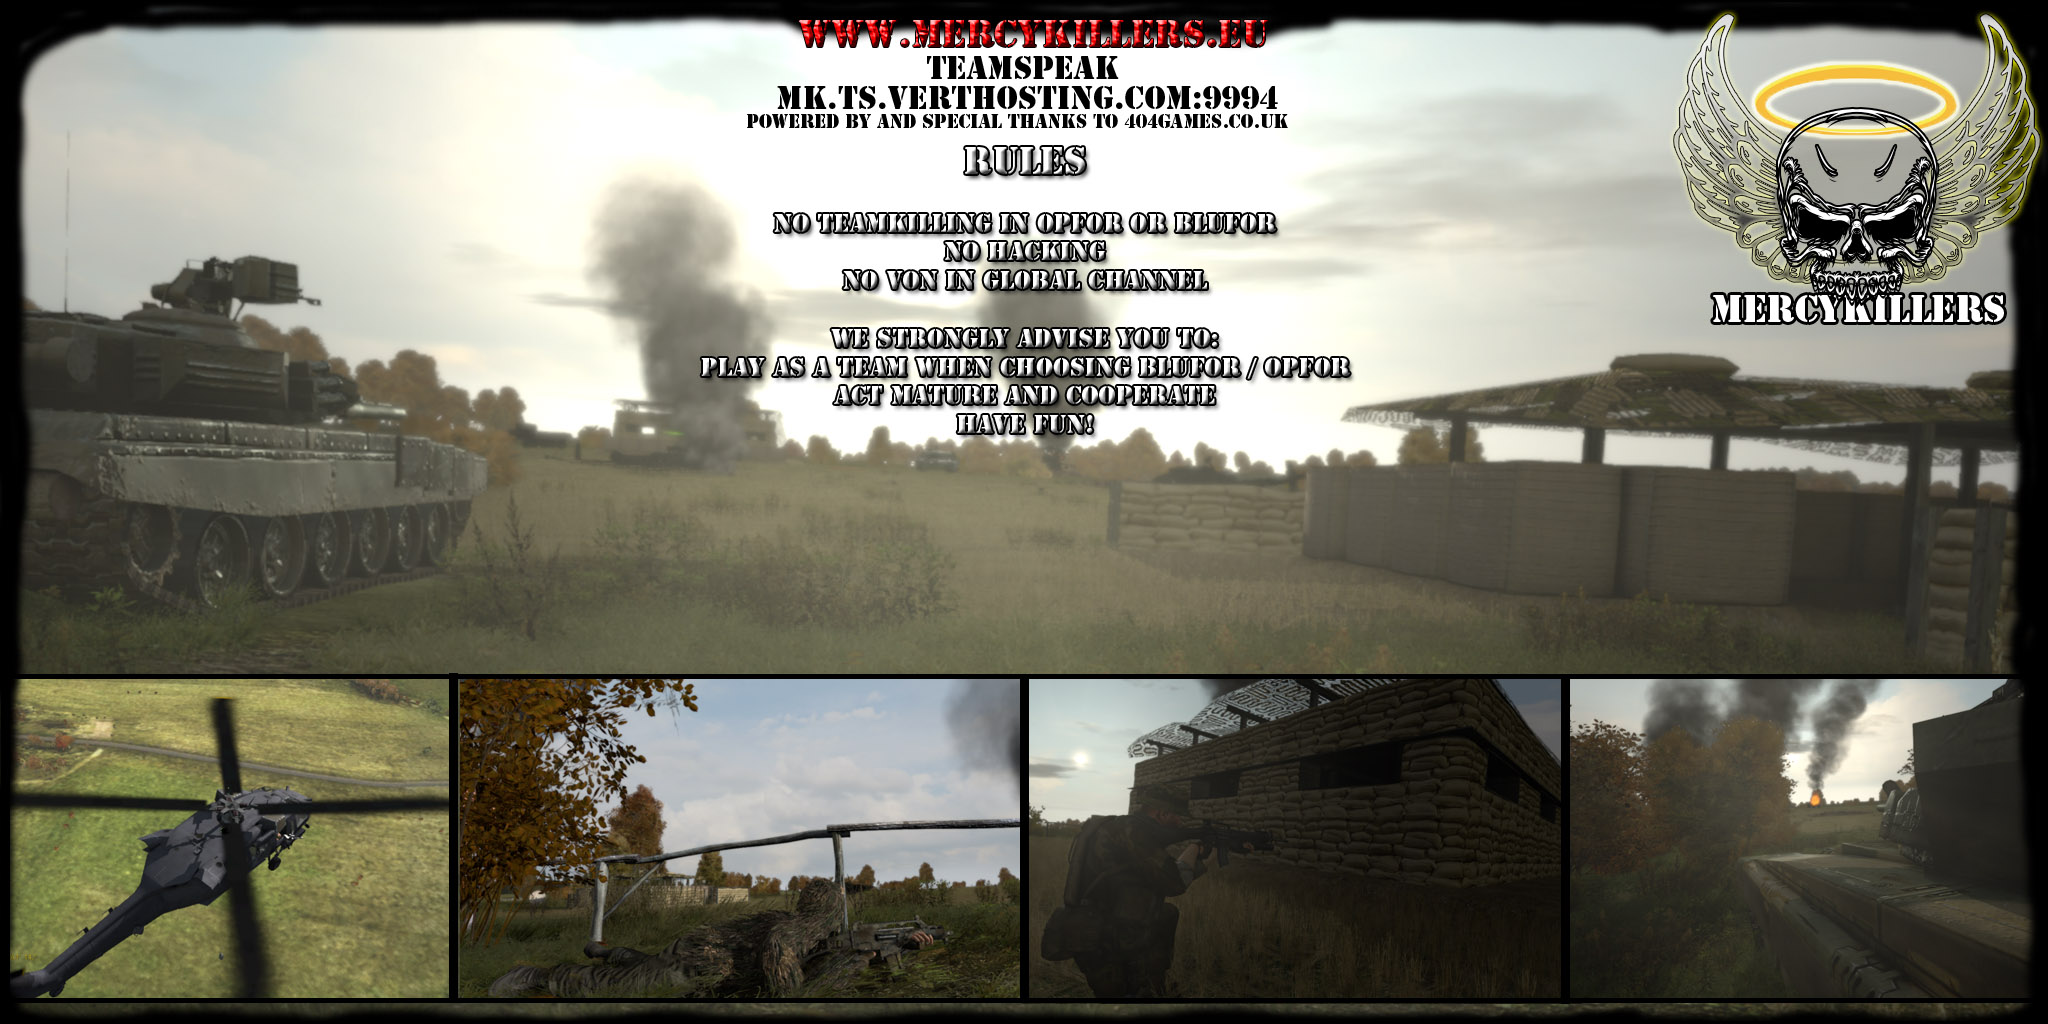 WWW.MERCYKILLERS.EU
TEAMSPEAK
MK.TS.VERTHOSTING.COM:9994
POWERED BY AND SPECIAL THANKS TO 404GAMES.CO.UK
RULES
NO TEAMKILLING IN OPFOR OR BLUFOR
NO HACKING
NO VON IN GLOBAL CHANNEL
WE STRONGLY ADVISE YOU TO:
PLAY AS A TEAM WHEN CHOOSING BLUFOR / OPFOR
ACT MATURE AND COOPERATE
HAVE FUN!
MERCYKILLERS